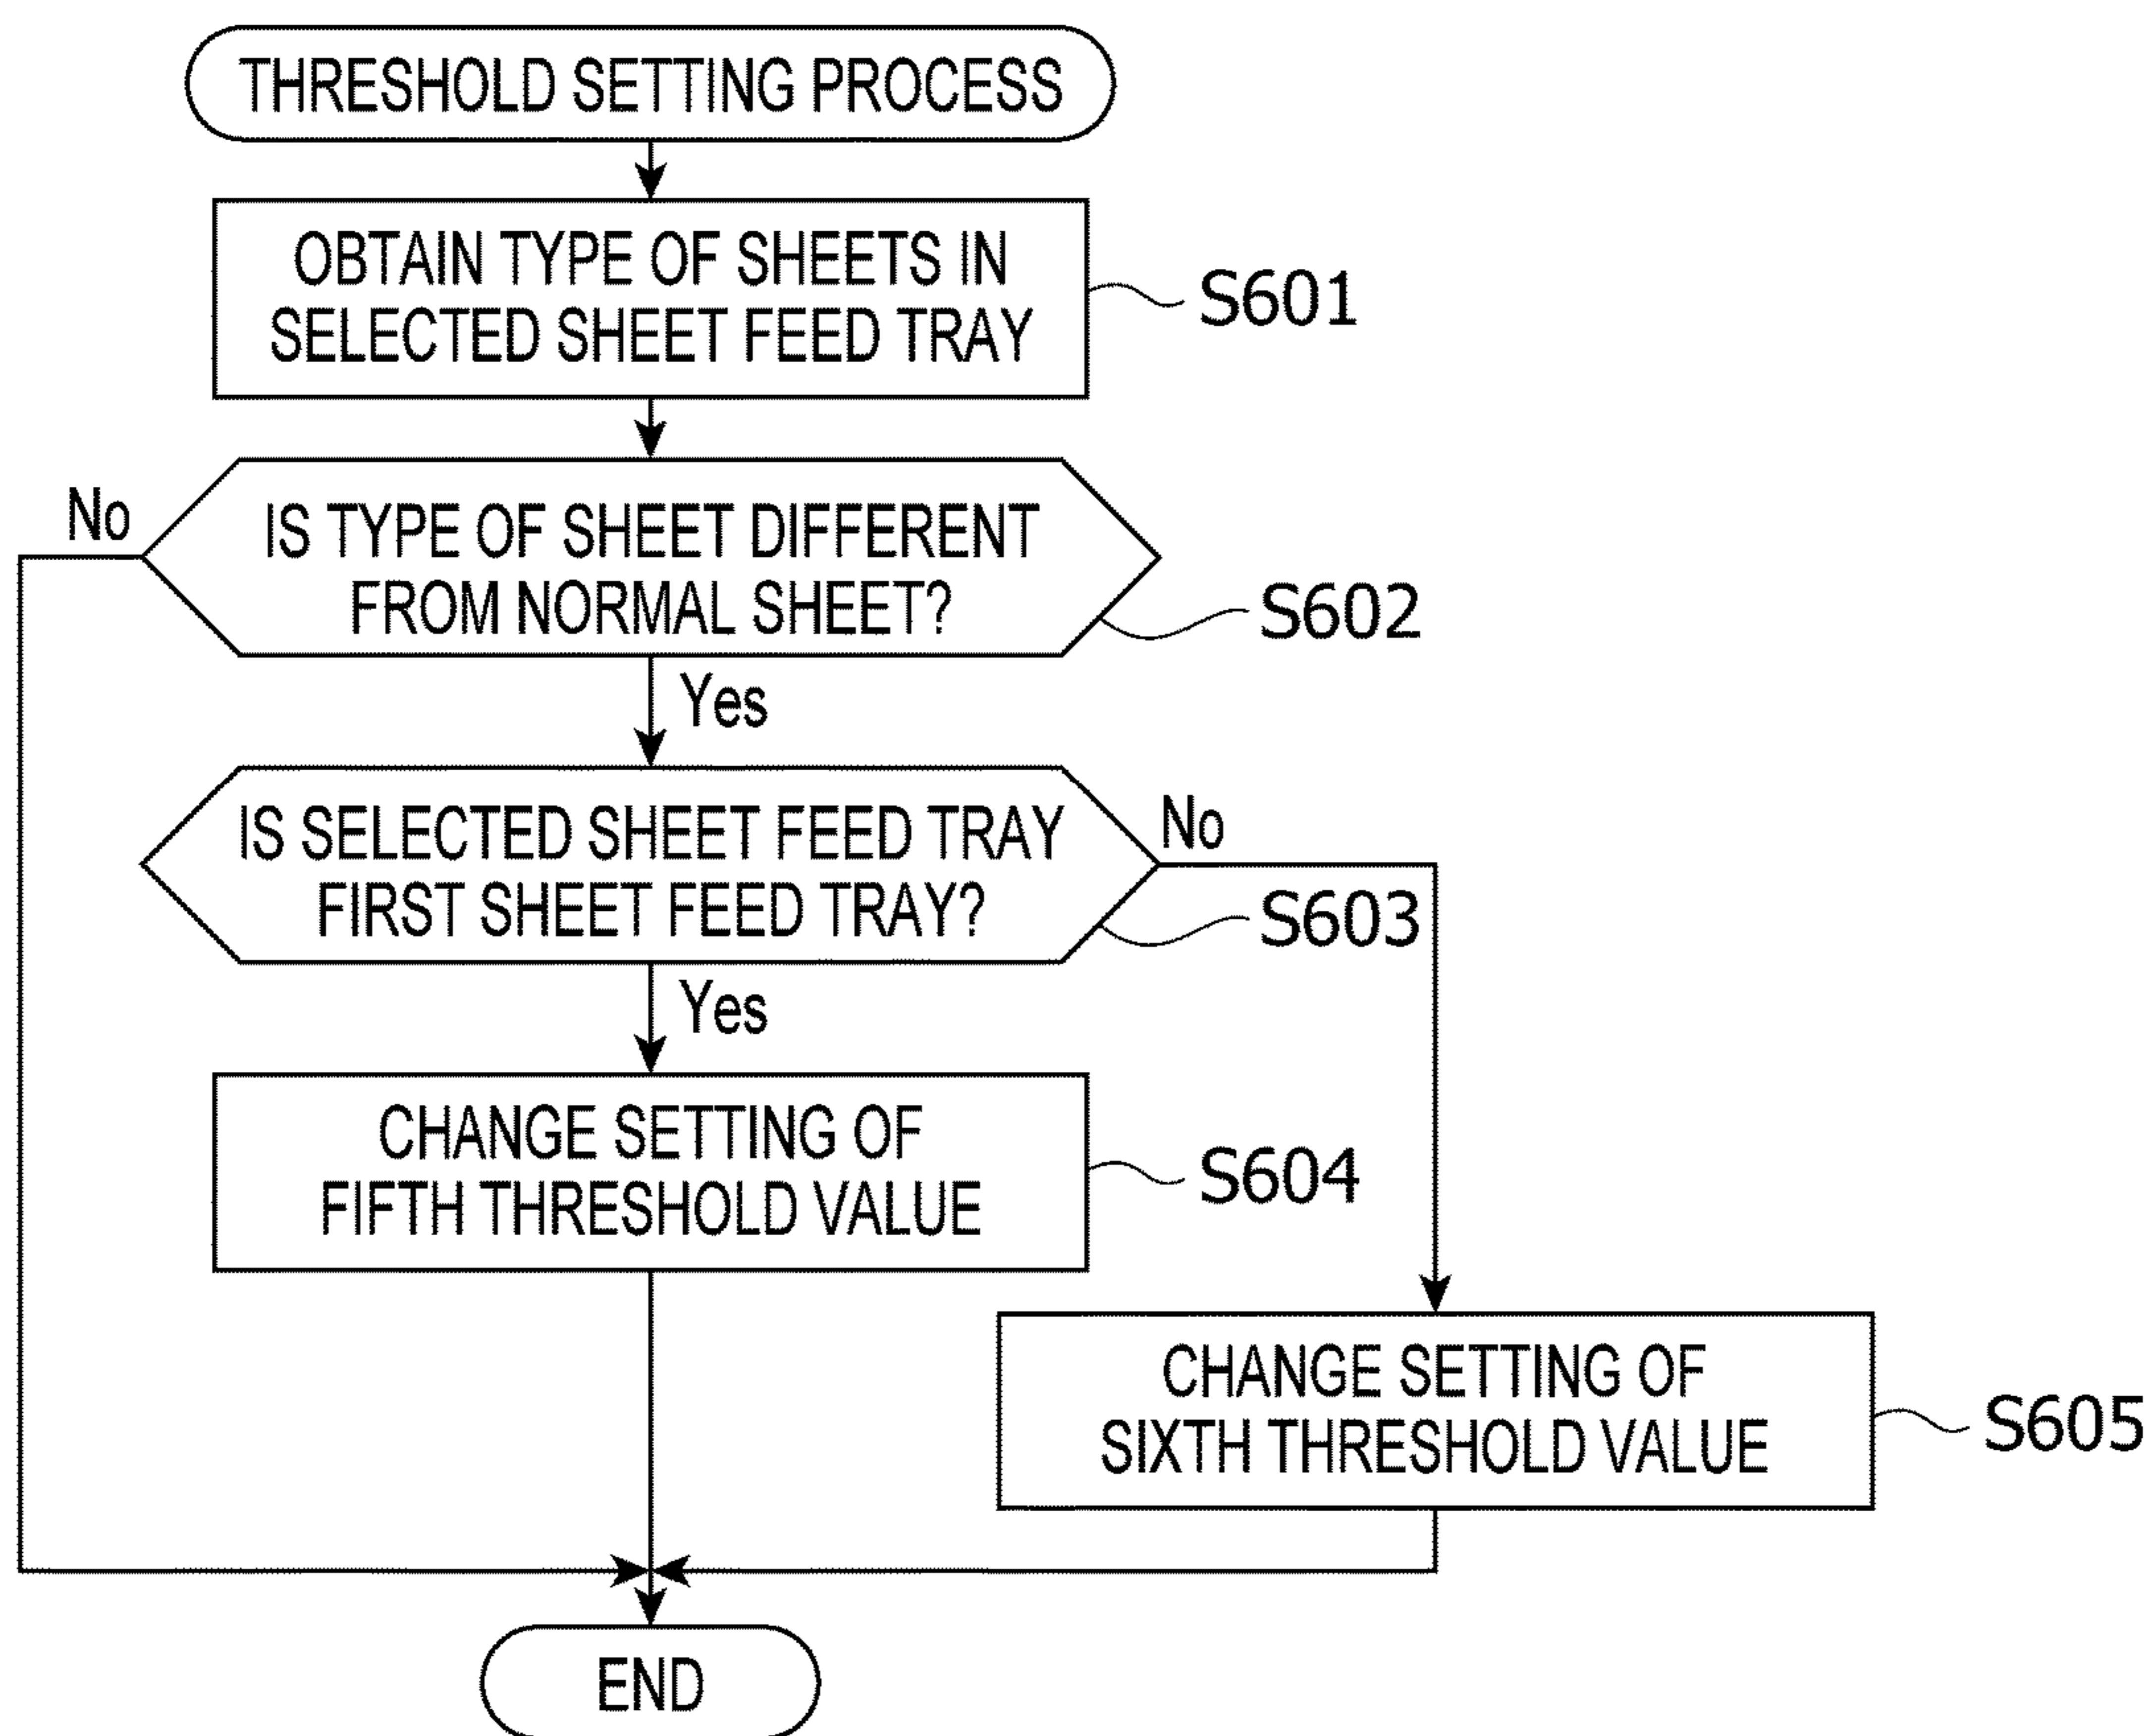 THRESHOLD SETTING PROCESS
OBTAIN TYPE OF SHEETS IN
SELECTED SHEET FEED TRAY
S601
No
IS TYPE OF SHEET DIFFERENT
FROM NORMAL SHEET?
S602
Yes
IS SELECTED SHEET FEED TRAY
FIRST SHEET FEED TRAY?
No
S603
Yes
CHANGE SETTING OF
FIFTH THRESHOLD VALUE
S604
CHANGE SETTING OF
SIXTH THRESHOLD VALUE
S605
END